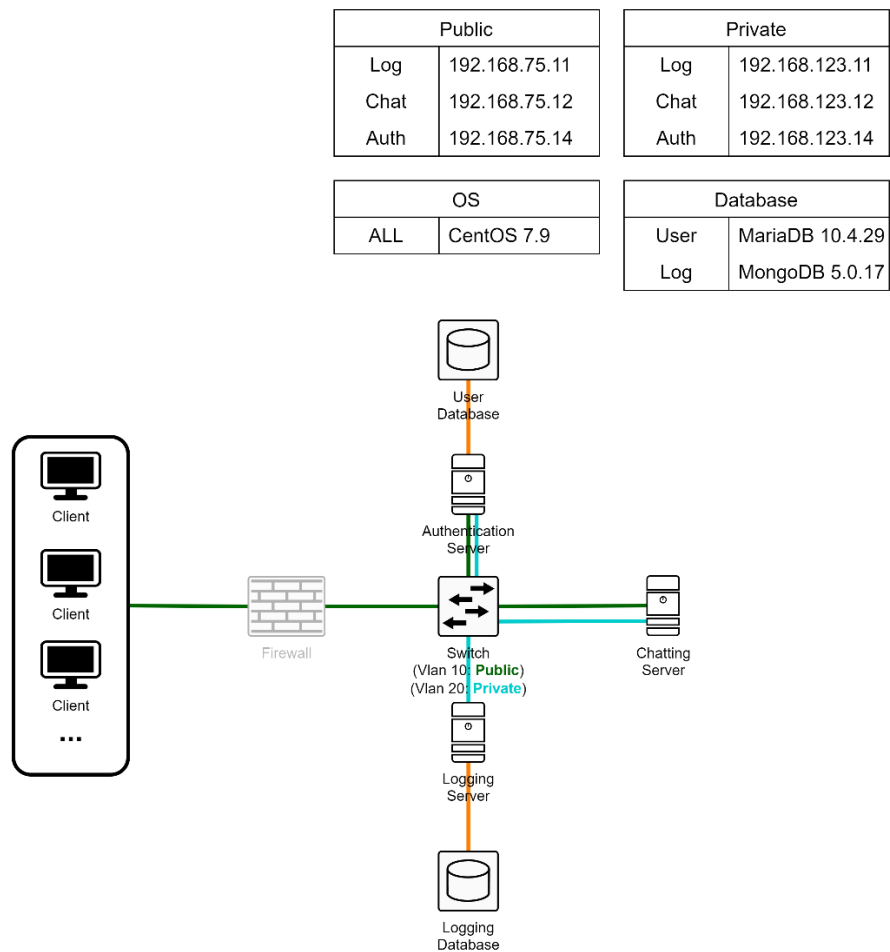 Public
Log 192.168.75.11
Chat 192.168.75.12
Auth 192.168.75.14
Private
Log 192.168.123.11
Chat 192.168.123.12
Auth 192.168.123.14
OS
ALL CentOS 7.9
Database
User MariaDB 10.4.29
Log MongoDB 5.0.17
User
Database
Client
Authentication
Server
Client
Firewall
Switch
(Vlan 10: Public)
(Vlan 20: Private)
Chatting
Server
Client
...
Logging
Server
Logging
Database